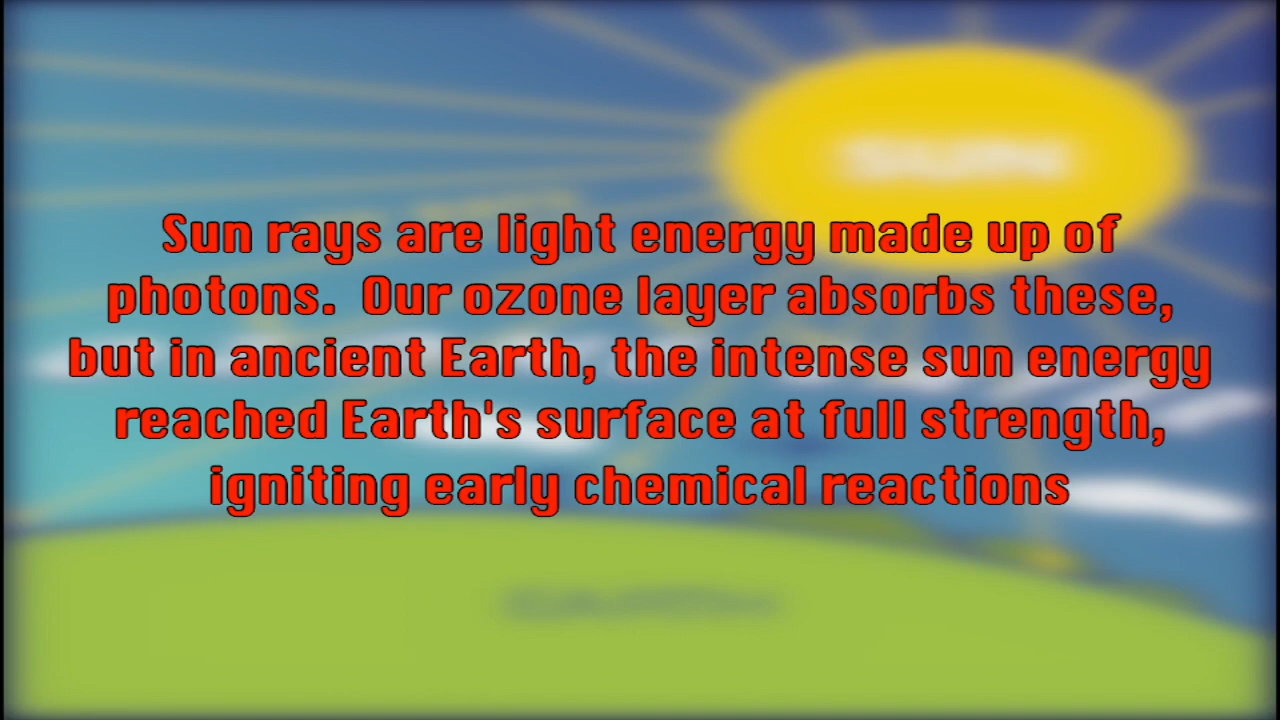 Sun rays are light energy made up of
photons.  Our ozone layer absorbs these,
but in ancient Earth, the intense sun energy
reached Earth's surface at full strength,
igniting early chemical reactions